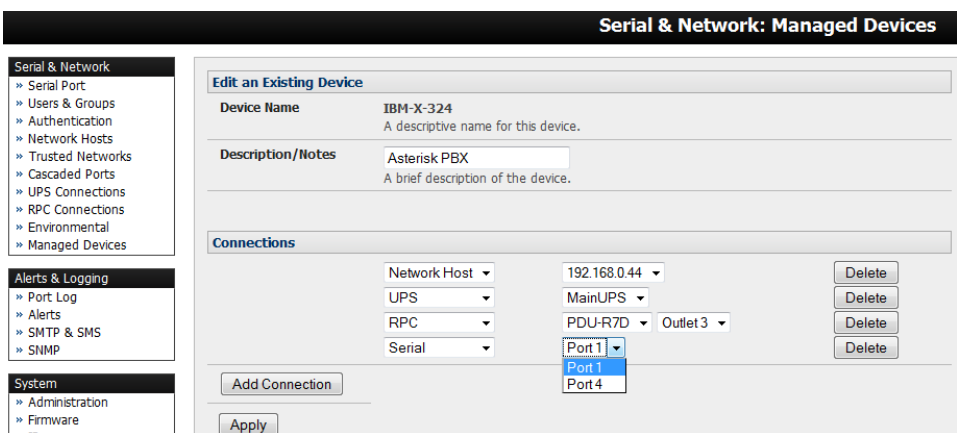 Serial & Network: Managed Devices
Serial & Network
» Serial Port
» Users & Groups
» Authentication
» Network Hosts
» Trusted Networks
» Cascaded Ports
» UPS Connections
» RPC Connections
» Environmental
» Managed Devices
Alerts & Logging
» Port Log
» Alerts
» SMTP & SMS
» SNMP
System
» Administration
» Firmware
Edit an Existing Device
Device Name IBM-X-324
A descriptive name for this device.
Description/Notes Asterisk PBX
A brief description of the device.
Connections
Network Host 192.168.0.44 Delete
UPS MainUPS Delete
RPC PDU-R7D Outlet 3 Delete
Serial Port 1 Delete
Port 1
Port 4
Add Connection
Apply